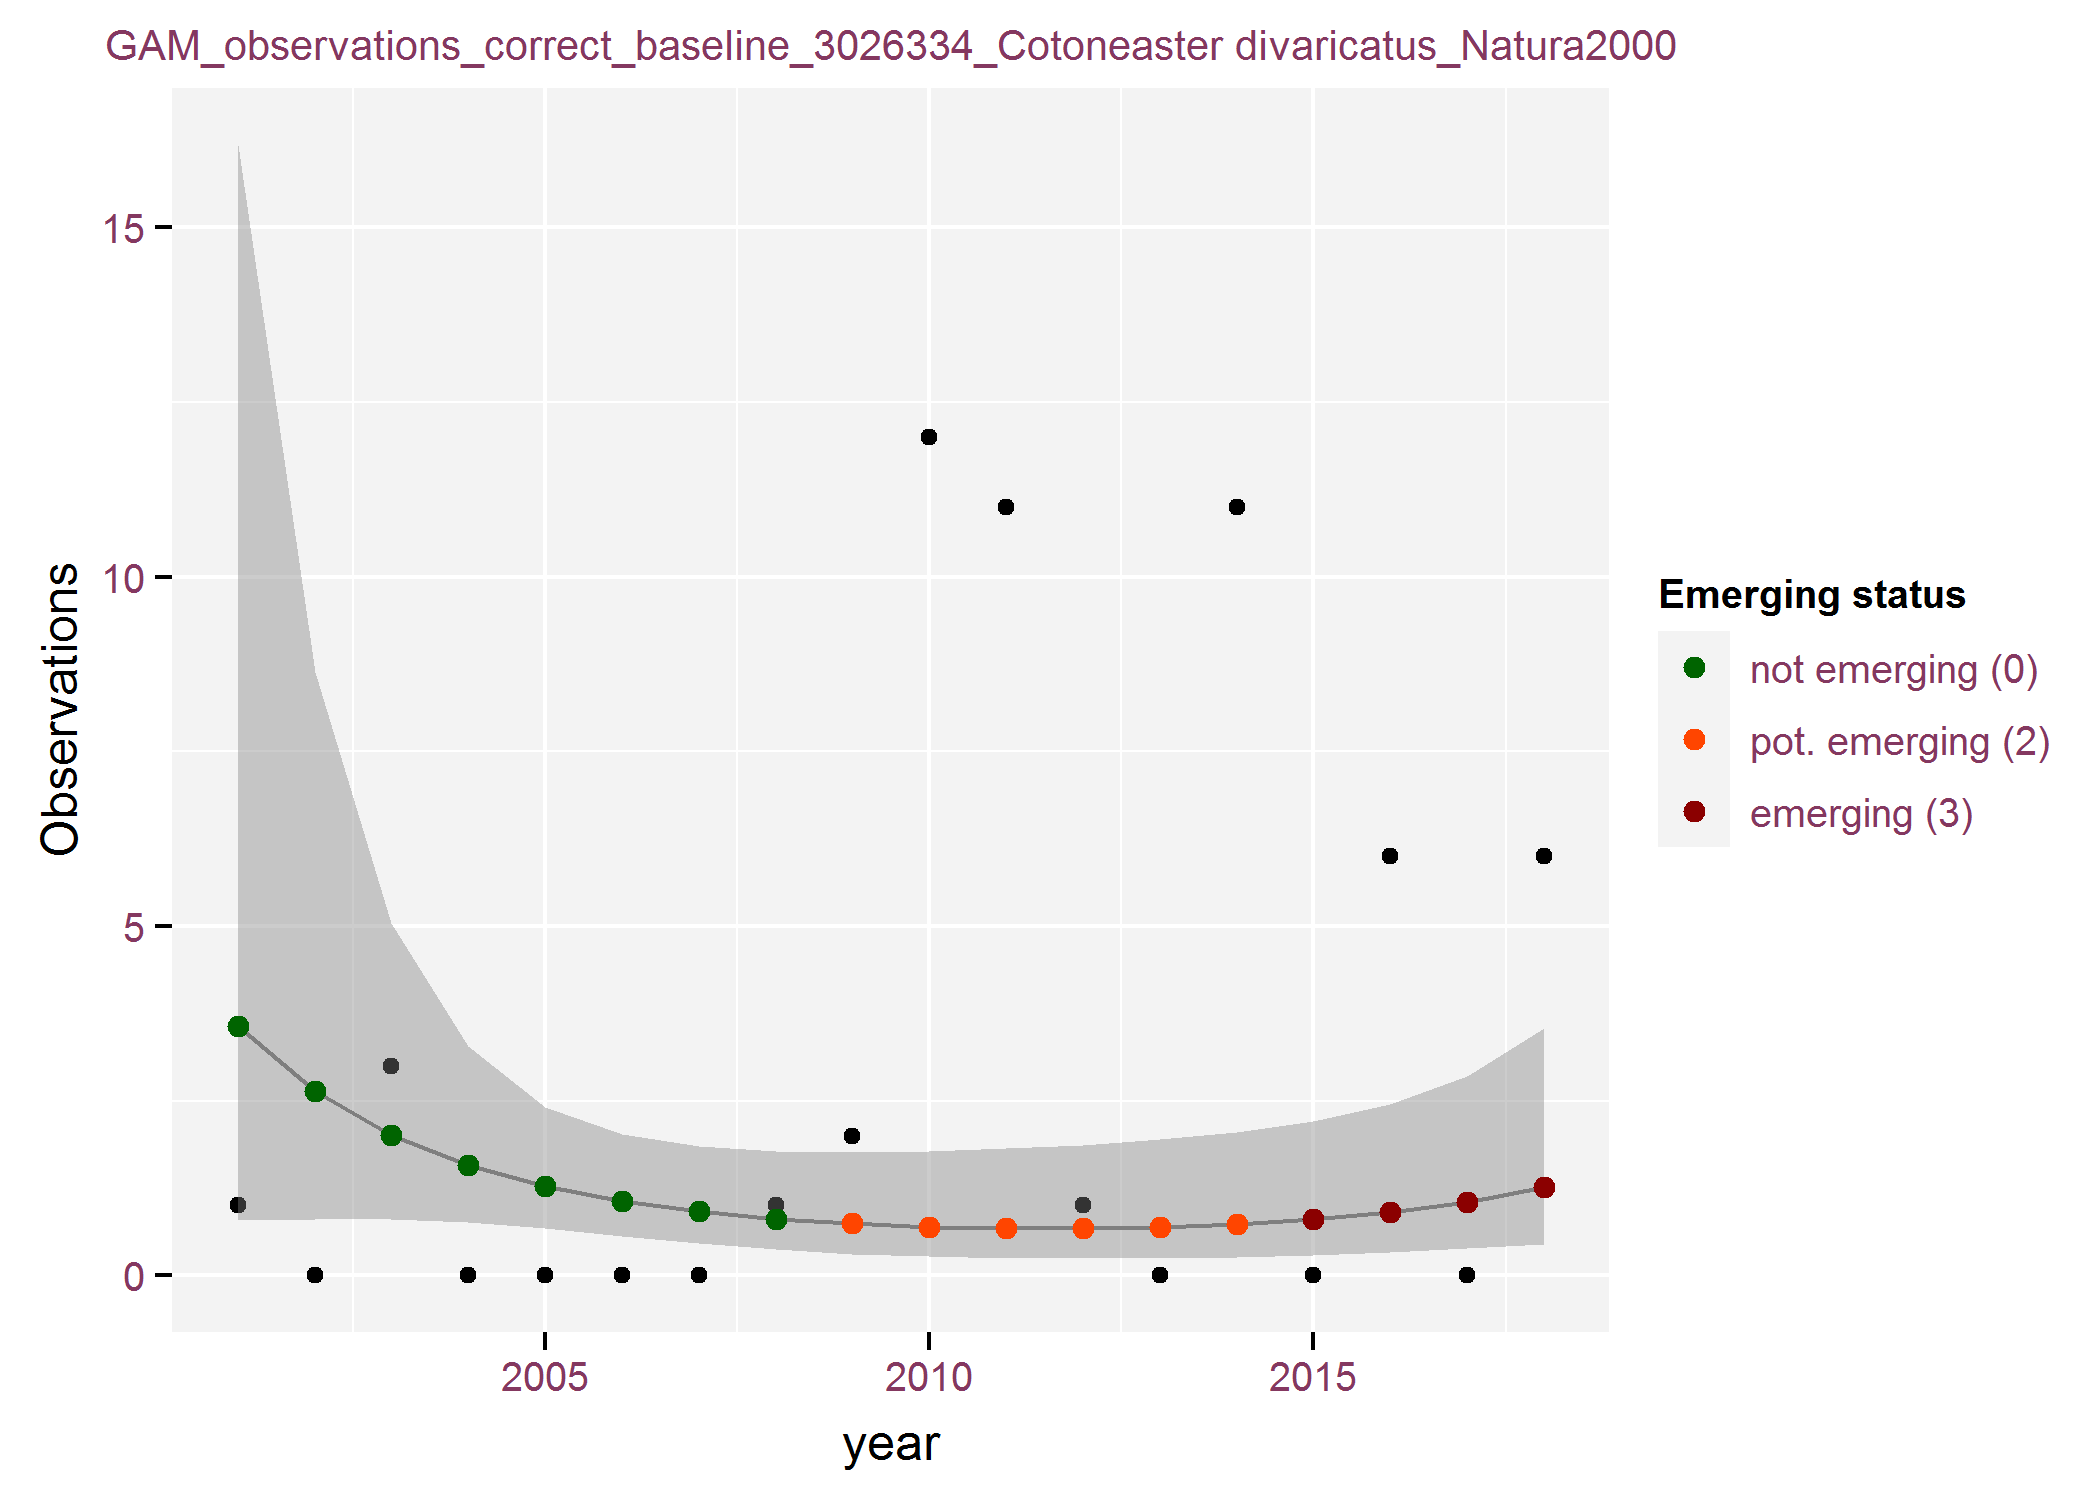 GAM_observations_correct_baseline_3026334_Cotoneaster divaricatus_Natura2000
Observations
15
10
5
0
2005
2010
2015
year
Emerging status
not emerging (0)
pot. emerging (2)
emerging (3)